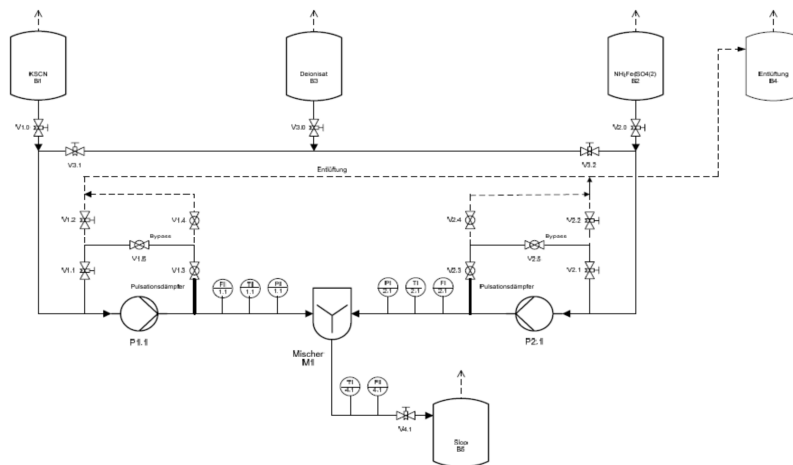 KSCN
B1
Deionisat
B3
NH4Fe(SO4)(2)
B2
Entlüftung
B4
V1.0
V3.0
V2.0
V3.1
V3.2
Entlüftung
V1.2
V1.4
V2.4
V2.2
Bypass
Bypass
V1.1
V1.5
V1.3
V2.3
V2.5
V2.1
Pulsationsdämpfer
Pulsationsdämpfer
PI
1.1
TI
1.1
FI
1.1
PI
2.1
TI
2.1
FI
2.1
P1.1
P2.1
Mischer
M1
TI
4.1
FI
4.1
V4.1
B5